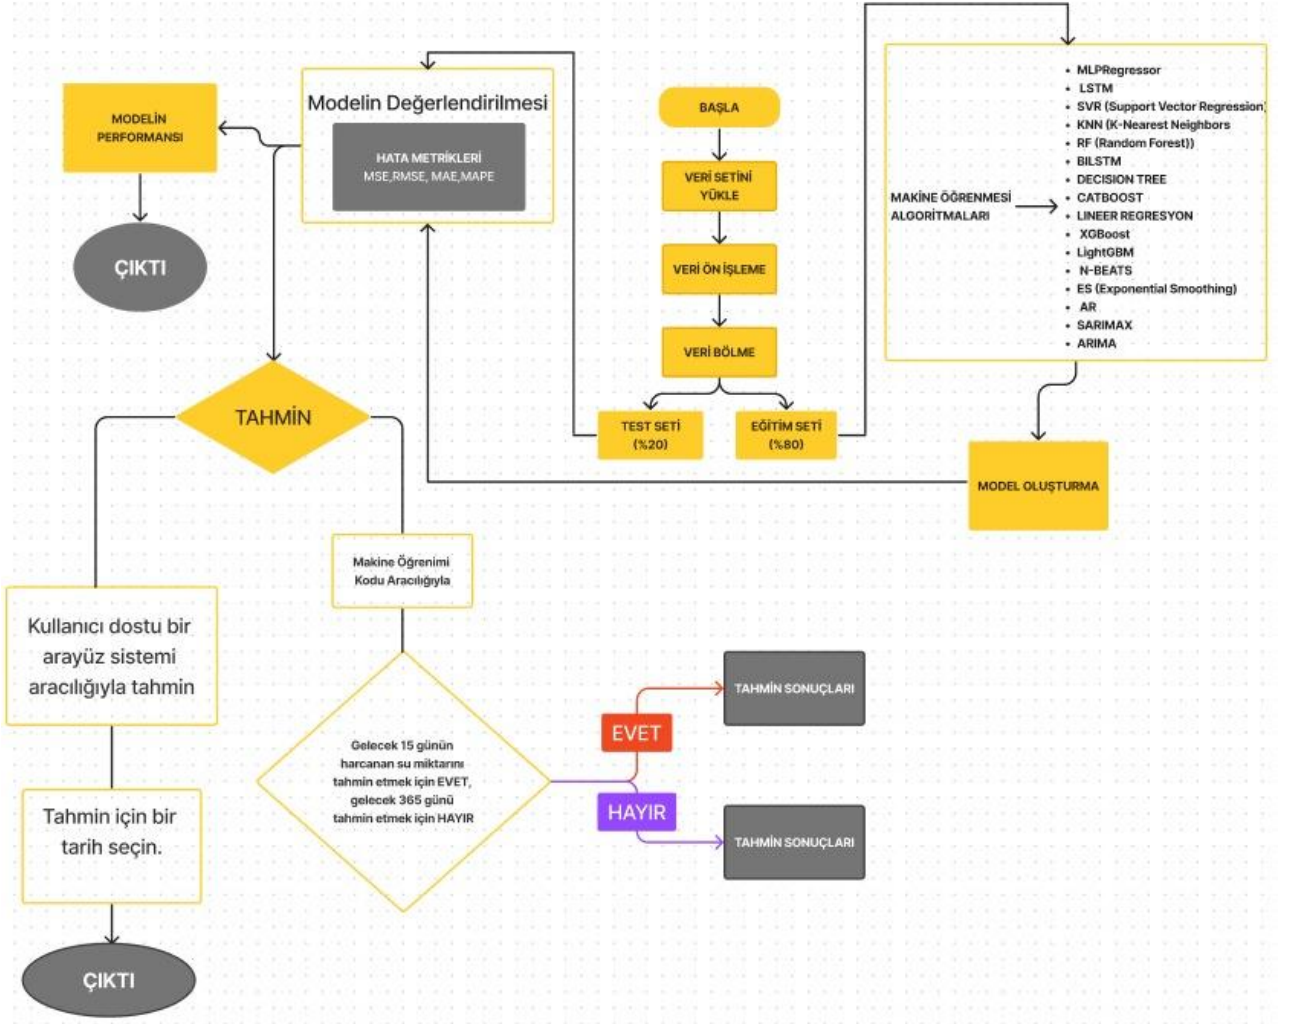 BAŞLA
VERİ SETİNİ
YÜKLE
VERİ ÖN İŞLEME
VERİ BÖLME
TEST SETİ
(%20)
EĞİTİM SETİ
(%80)
MAKİNE ÖĞRENMESİ
ALGORİTMALARI
• MLPRegressor
• LSTM
• SVR (Support Vector Regression)
• KNN (K-Nearest Neighbors
• RF (Random Forest))
• BILSTM
• DECISION TREE
• CATBOOST
• LINEER REGRESYON
• XGBoost
• LightGBM
• N-BEATS
• ES (Exponential Smoothing)
• AR
• SARIMAX
• ARIMA
MODEL OLUŞTURMA
Modelin Değerlendirilmesi
HATA METRİKLERİ
MSE,RMSE, MAE,MAPE
MODELİN
PERFORMANSI
ÇIKTI
TAHMİN
Kullanıcı dostu bir
arayüz sistemi
aracılığıyla tahmin
Tahmin için bir
tarih seçin.
ÇIKTI
Makine Öğrenimi
Kodu Aracılığıyla
Gelecek 15 günün
harcanan su miktarını
tahmin etmek için EVET,
gelecek 365 günü
tahmin etmek için HAYIR
EVET
TAHMİN SONUÇLARI
HAYIR
TAHMİN SONUÇLARI